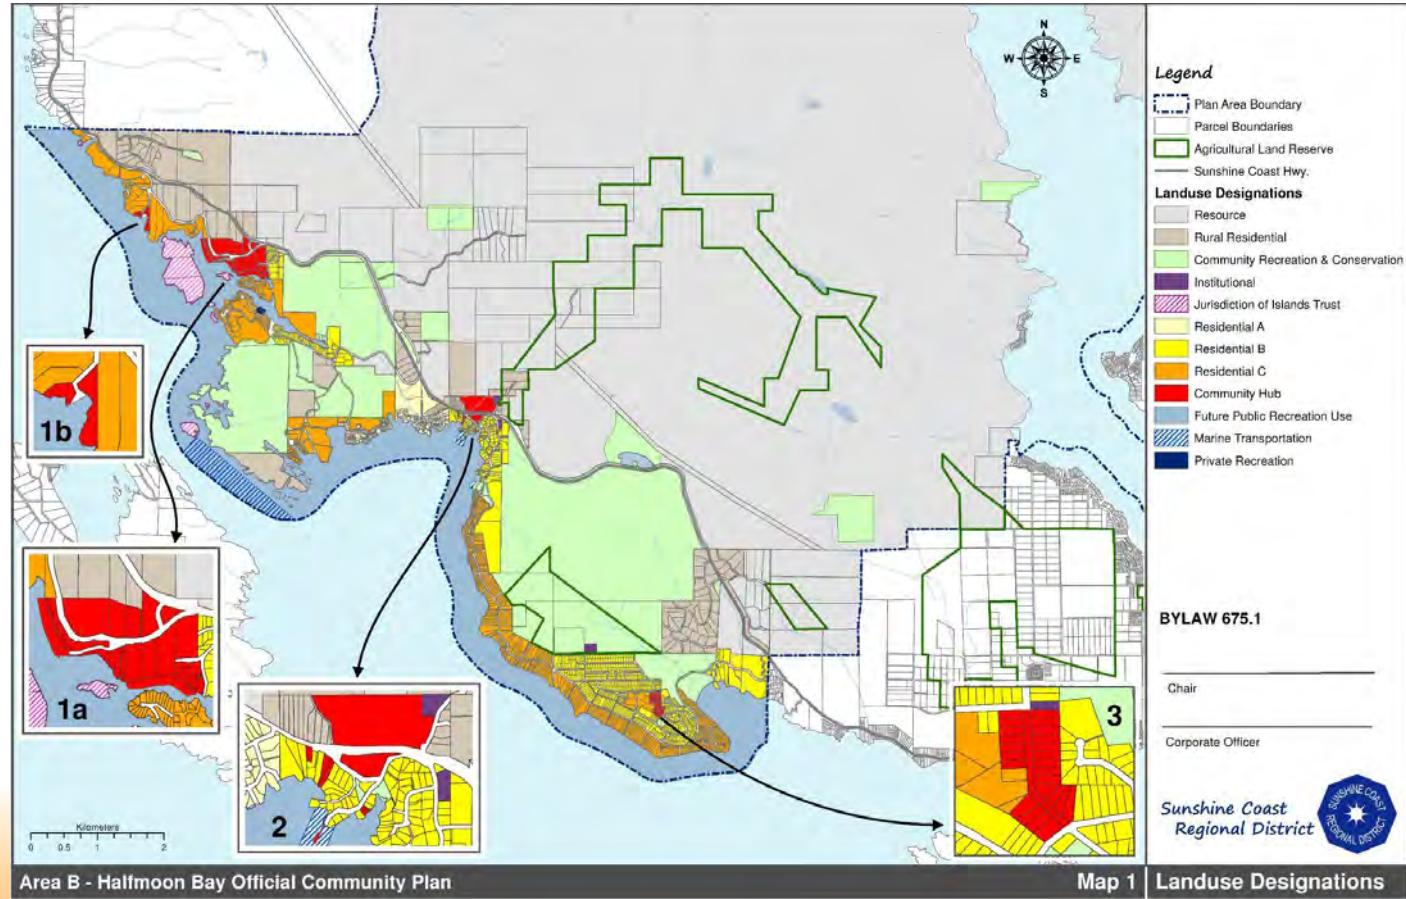 N
W
E
S
Legend
Plan Area Boundary
Parcel Boundaries
Agricultural Land Reserve
Sunshine Coast Hwy.
Landuse Designations
Resource
Rural Residential
Community Recreation & Conservation
Institutional
Jurisdiction of Islands Trust
Residential A
Residential B
Residential C
Community Hub
Future Public Recreation Use
Marine Transportation
Private Recreation
1b
1a
2
3
BYLAW 675.1
Chair
Corporate Officer
Sunshine Coast
Regional District
SUNSHINE COAST
REGIONAL DISTRICT
Kilometers
0 0.5 1 2
Area B - Halfmoon Bay Official Community Plan
Map 1
Landuse Designations